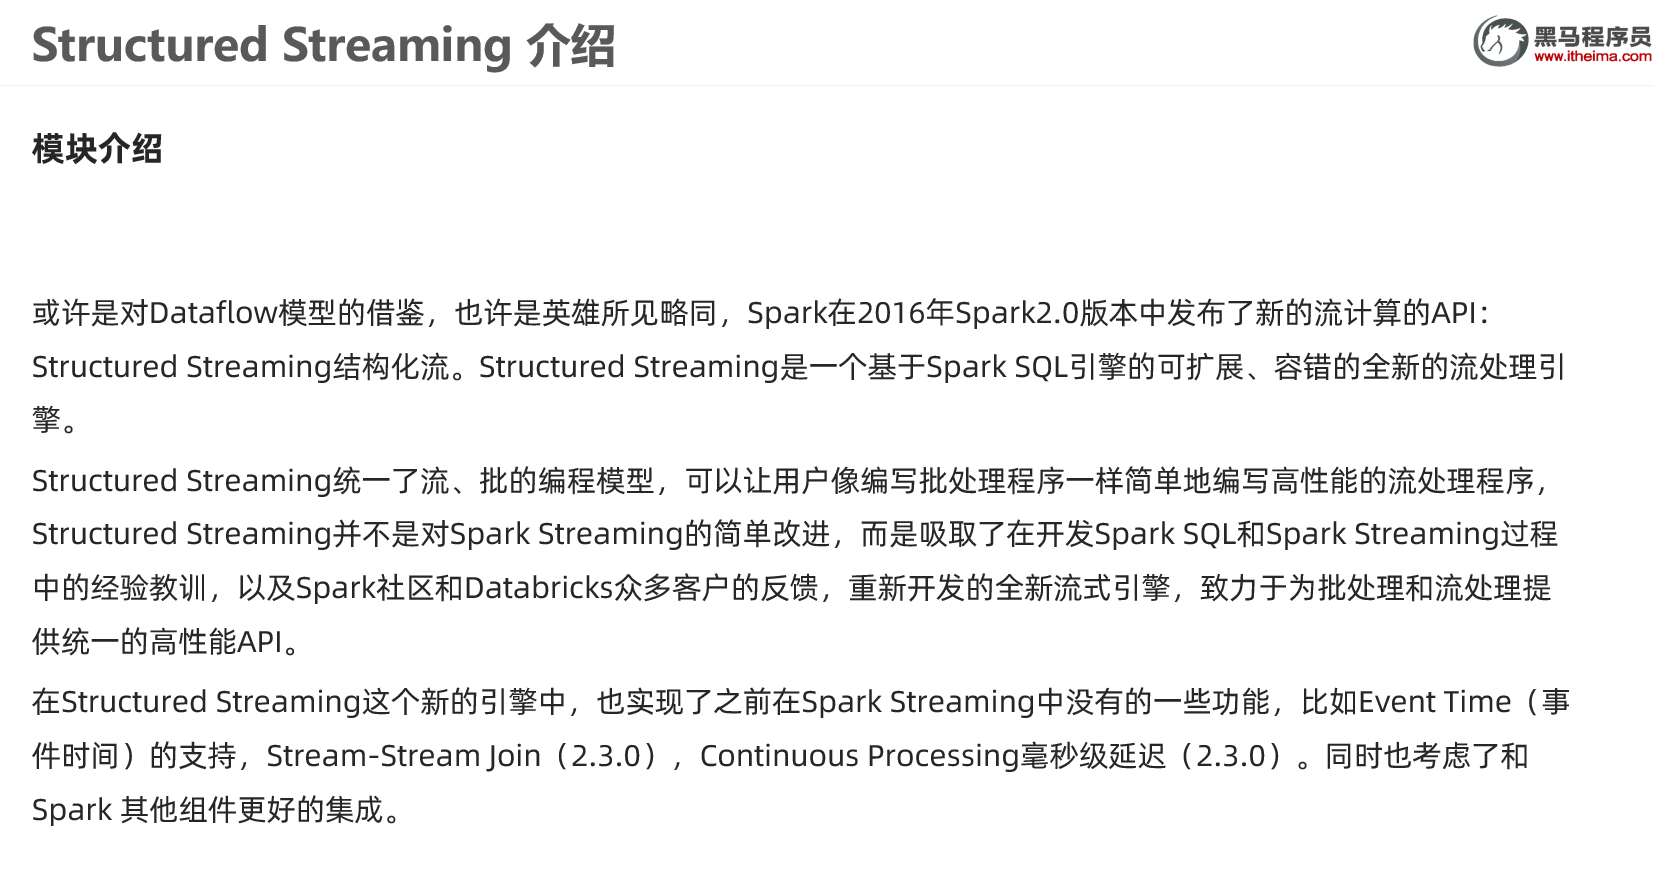 Structured Streaming 介绍
黑马程序员
www.itheima.com
模块介绍
或许是对Dataflow模型的借鉴，也许是英雄所见略同，Spark在2016年Spark2.0版本中发布了新的流计算的API：
Structured Streaming结构化流。Structured Streaming是一个基于Spark SQL引擎的可扩展、容错的全新的流处理引
擎。
Structured Streaming统一了流、批的编程模型，可以让用户像编写批处理程序一样简单地编写高性能的流处理程序，
Structured Streaming并不是对Spark Streaming的简单改进，而是吸取了在开发Spark SQL和Spark Streaming过程
中的经验教训，以及Spark社区和Databricks众多客户的反馈，重新开发的全新流式引擎，致力于为批处理和流处理提
供统一的高性能API。
在Structured Streaming这个新的引擎中，也实现了之前在Spark Streaming中没有的一些功能，比如Event Time（事
件时间）的支持，Stream-Stream Join（2.3.0），Continuous Processing毫秒级延迟（2.3.0）。同时也考虑了和
Spark 其他组件更好的集成。